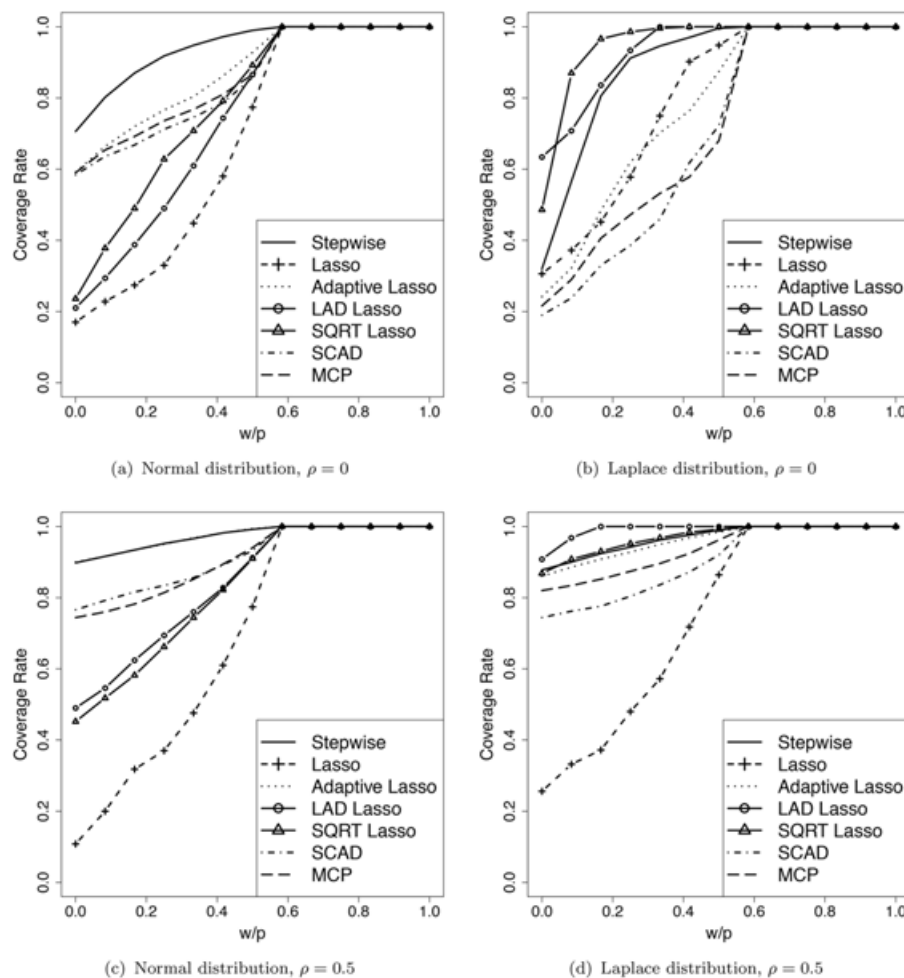 1.0
0.8
0.6
0.4
0.2
0.0
Coverage Rate
Stepwise
Lasso
Adaptive Lasso
LAD Lasso
SQRT Lasso
SCAD
MCP
0.0 0.2 0.4 0.6 0.8 1.0
w/p
(a) Normal distribution, ρ = 0
1.0
0.8
0.6
0.4
0.2
0.0
Coverage Rate
Stepwise
Lasso
Adaptive Lasso
LAD Lasso
SQRT Lasso
SCAD
MCP
0.0 0.2 0.4 0.6 0.8 1.0
w/p
(b) Laplace distribution, ρ = 0
1.0
0.8
0.6
0.4
0.2
0.0
Coverage Rate
Stepwise
Lasso
Adaptive Lasso
LAD Lasso
SQRT Lasso
SCAD
MCP
0.0 0.2 0.4 0.6 0.8 1.0
w/p
(c) Normal distribution, ρ = 0.5
1.0
0.8
0.6
0.4
0.2
0.0
Coverage Rate
Stepwise
Lasso
Adaptive Lasso
LAD Lasso
SQRT Lasso
SCAD
MCP
0.0 0.2 0.4 0.6 0.8 1.0
w/p
(d) Laplace distribution, ρ = 0.5